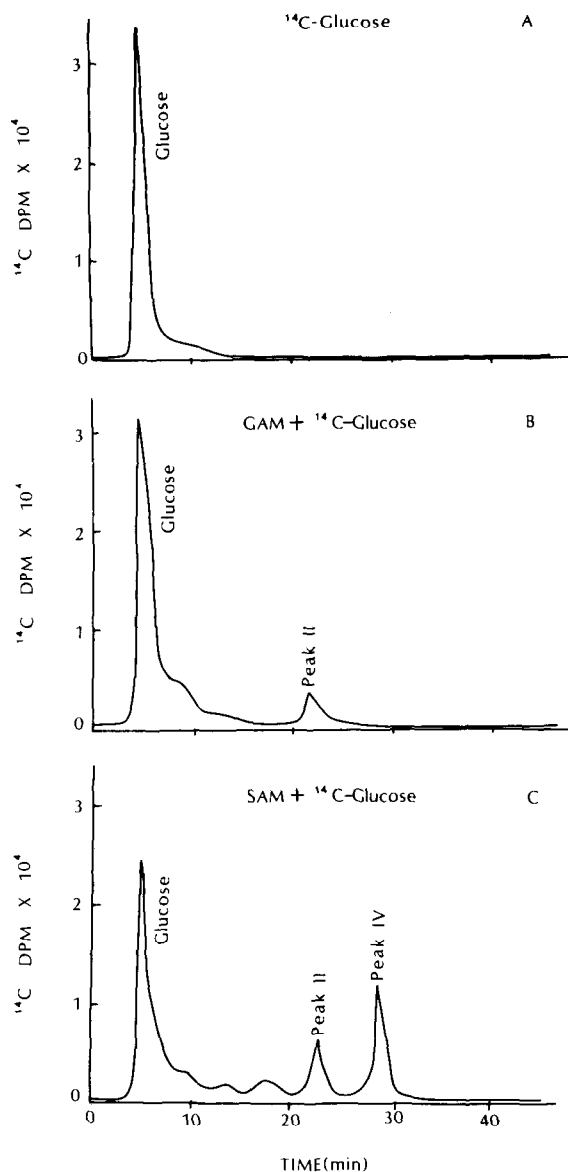 ¹⁴C-Glucose A
¹⁴C DPM X 10⁴
3
2
1
0
Glucose
GAM + ¹⁴C-Glucose B
¹⁴C DPM X 10⁴
3
2
1
0
Glucose
Peak II
SAM + ¹⁴C-Glucose C
¹⁴C DPM X 10⁴
3
2
1
0
Glucose
Peak II
Peak IV
0 10 20 30 40
TIME(min)